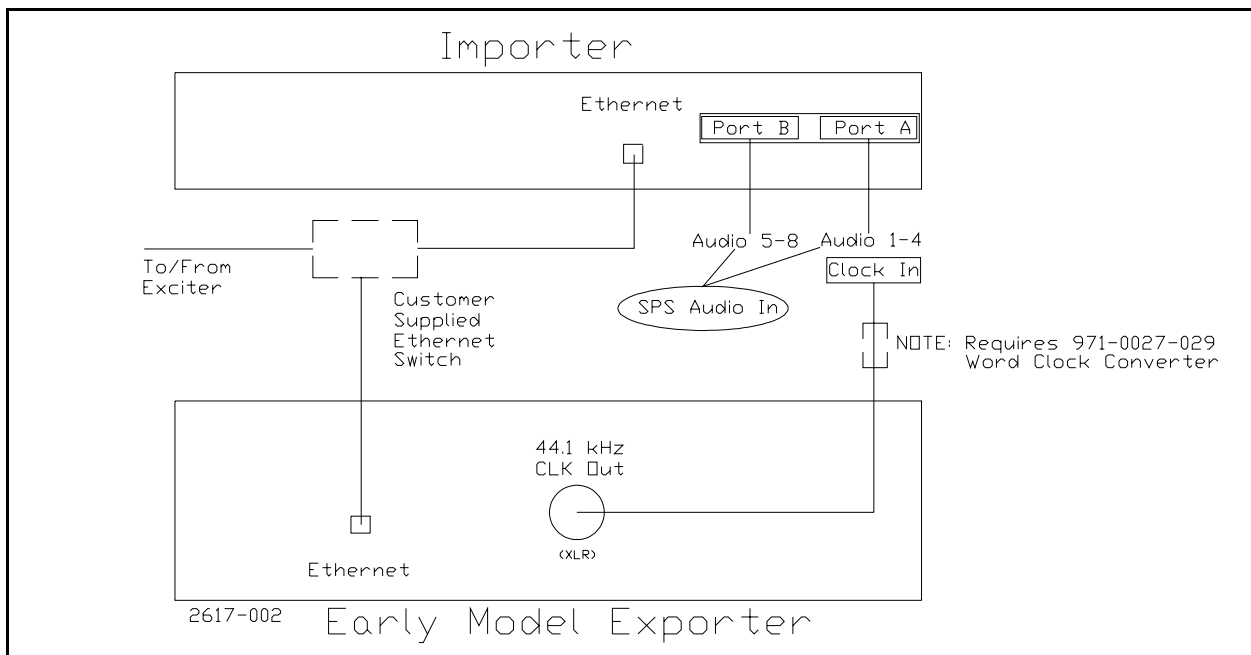 Importer
Ethernet
Port B
Port A
Audio 5-8
Audio 1-4
Clock In
To/From
Exciter
SPS Audio In
Customer
Supplied
Ethernet
Switch
NOTE: Requires 971-0027-029
Word Clock Converter
44.1 kHz
CLK Out
(XLR)
Ethernet
2617-002
Early Model Exporter